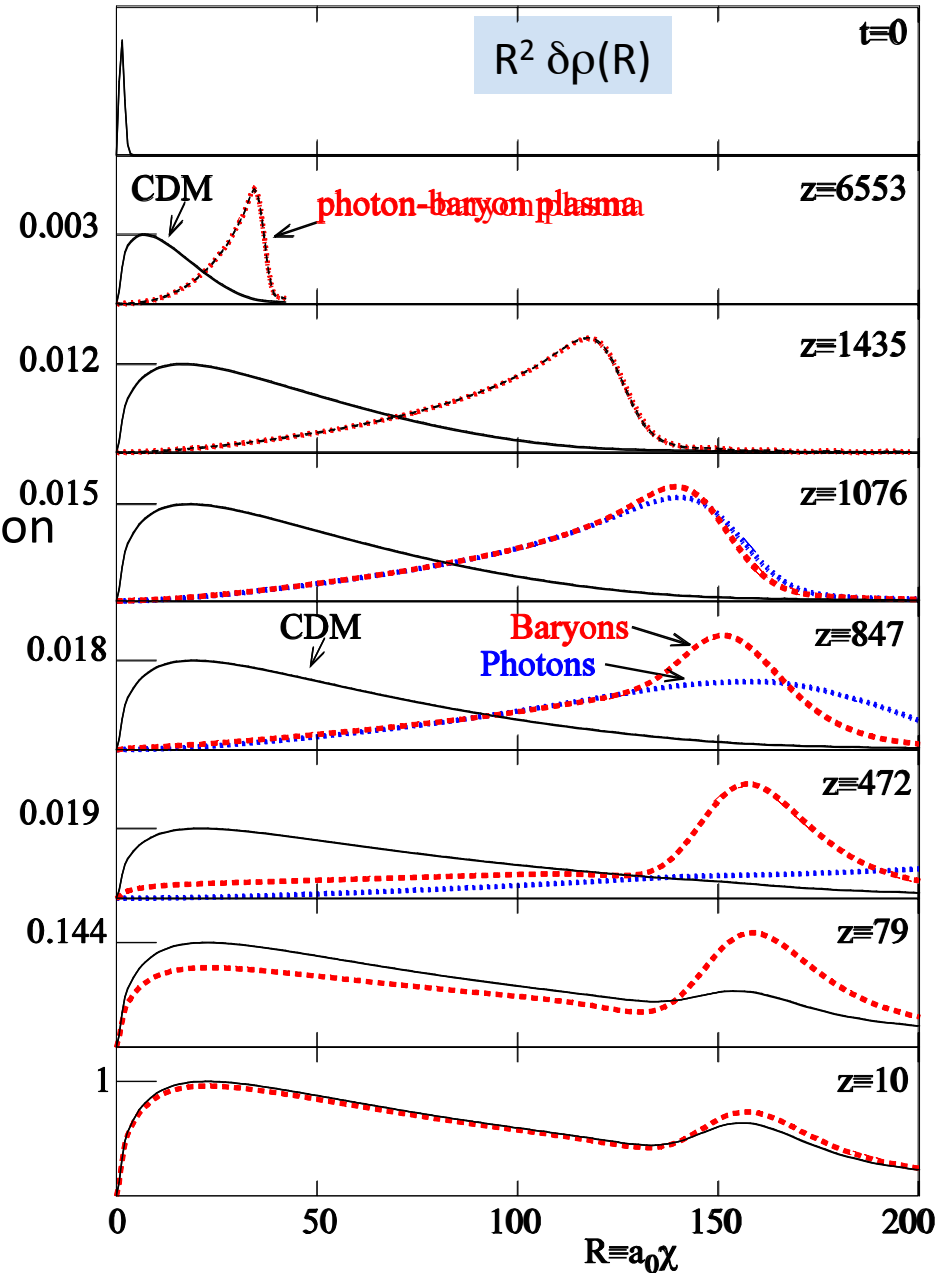 t=0
R² δρ(R)
CDM
photon-baryon plasma
z=6553
0.003
z=1435
0.012
z=1076
0.015
on
CDM
Baryons
Photons
z=847
0.018
z=472
0.019
z=79
0.144
z=10
1
0 50 100 150 200
R=a₀χ